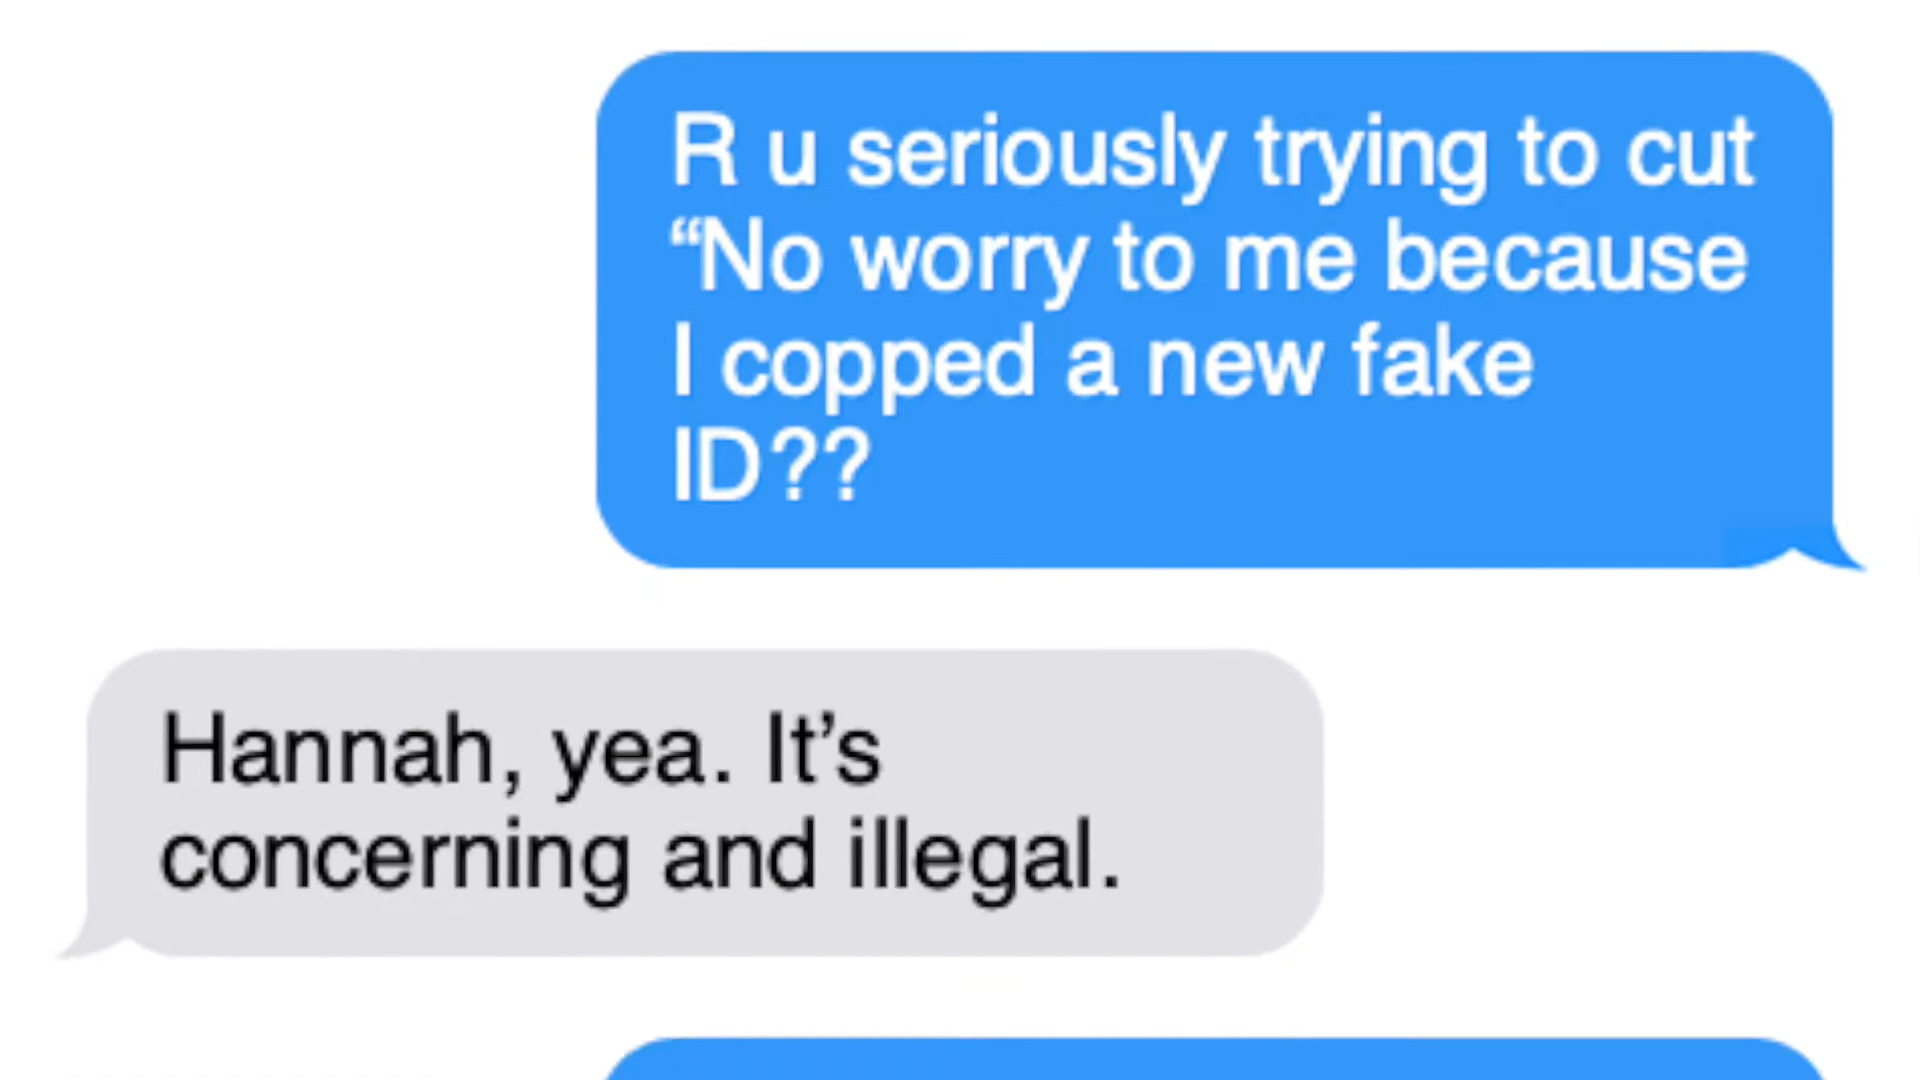 R u seriously trying to cut
“No worry to me because
I copped a new fake
ID??
Hannah, yea. It’s
concerning and illegal.